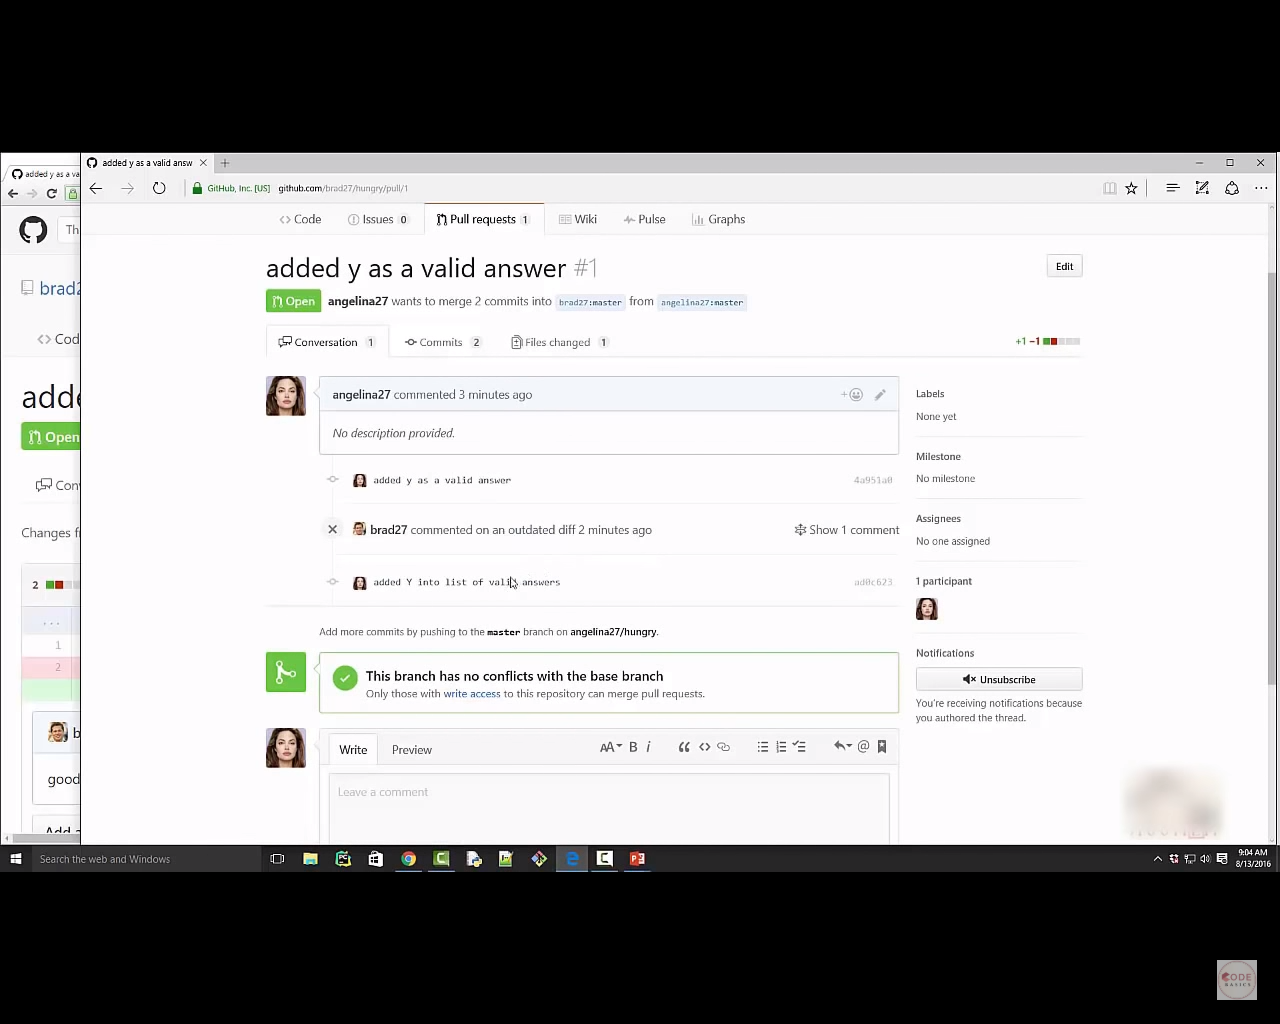 added y as a va
added y as a valid answ
GitHub, Inc. [US] github.com/brad27/hungry/pull/1
Th
brad2
Cod
adde
Open
Con
Changes f
2
...
1
2
b
good
Add a
Code Issues 0 Pull requests 1 Wiki Pulse Graphs
added y as a valid answer #1
Edit
Open angelina27 wants to merge 2 commits into brad27:master from angelina27:master
Conversation 1 Commits 2 Files changed 1
+1 −1
angelina27 commented 3 minutes ago
No description provided.
added y as a valid answer 4a951a0
brad27 commented on an outdated diff 2 minutes ago Show 1 comment
added Y into list of valid answers ad0c623
Add more commits by pushing to the master branch on angelina27/hungry.
This branch has no conflicts with the base branch
Only those with write access to this repository can merge pull requests.
Write Preview
AA B i
Leave a comment
Labels
None yet
Milestone
No milestone
Assignees
No one assigned
1 participant
Notifications
Unsubscribe
You're receiving notifications because
you authored the thread.
Search the web and Windows
9:04 AM
8/13/2016
CODE
BASICS